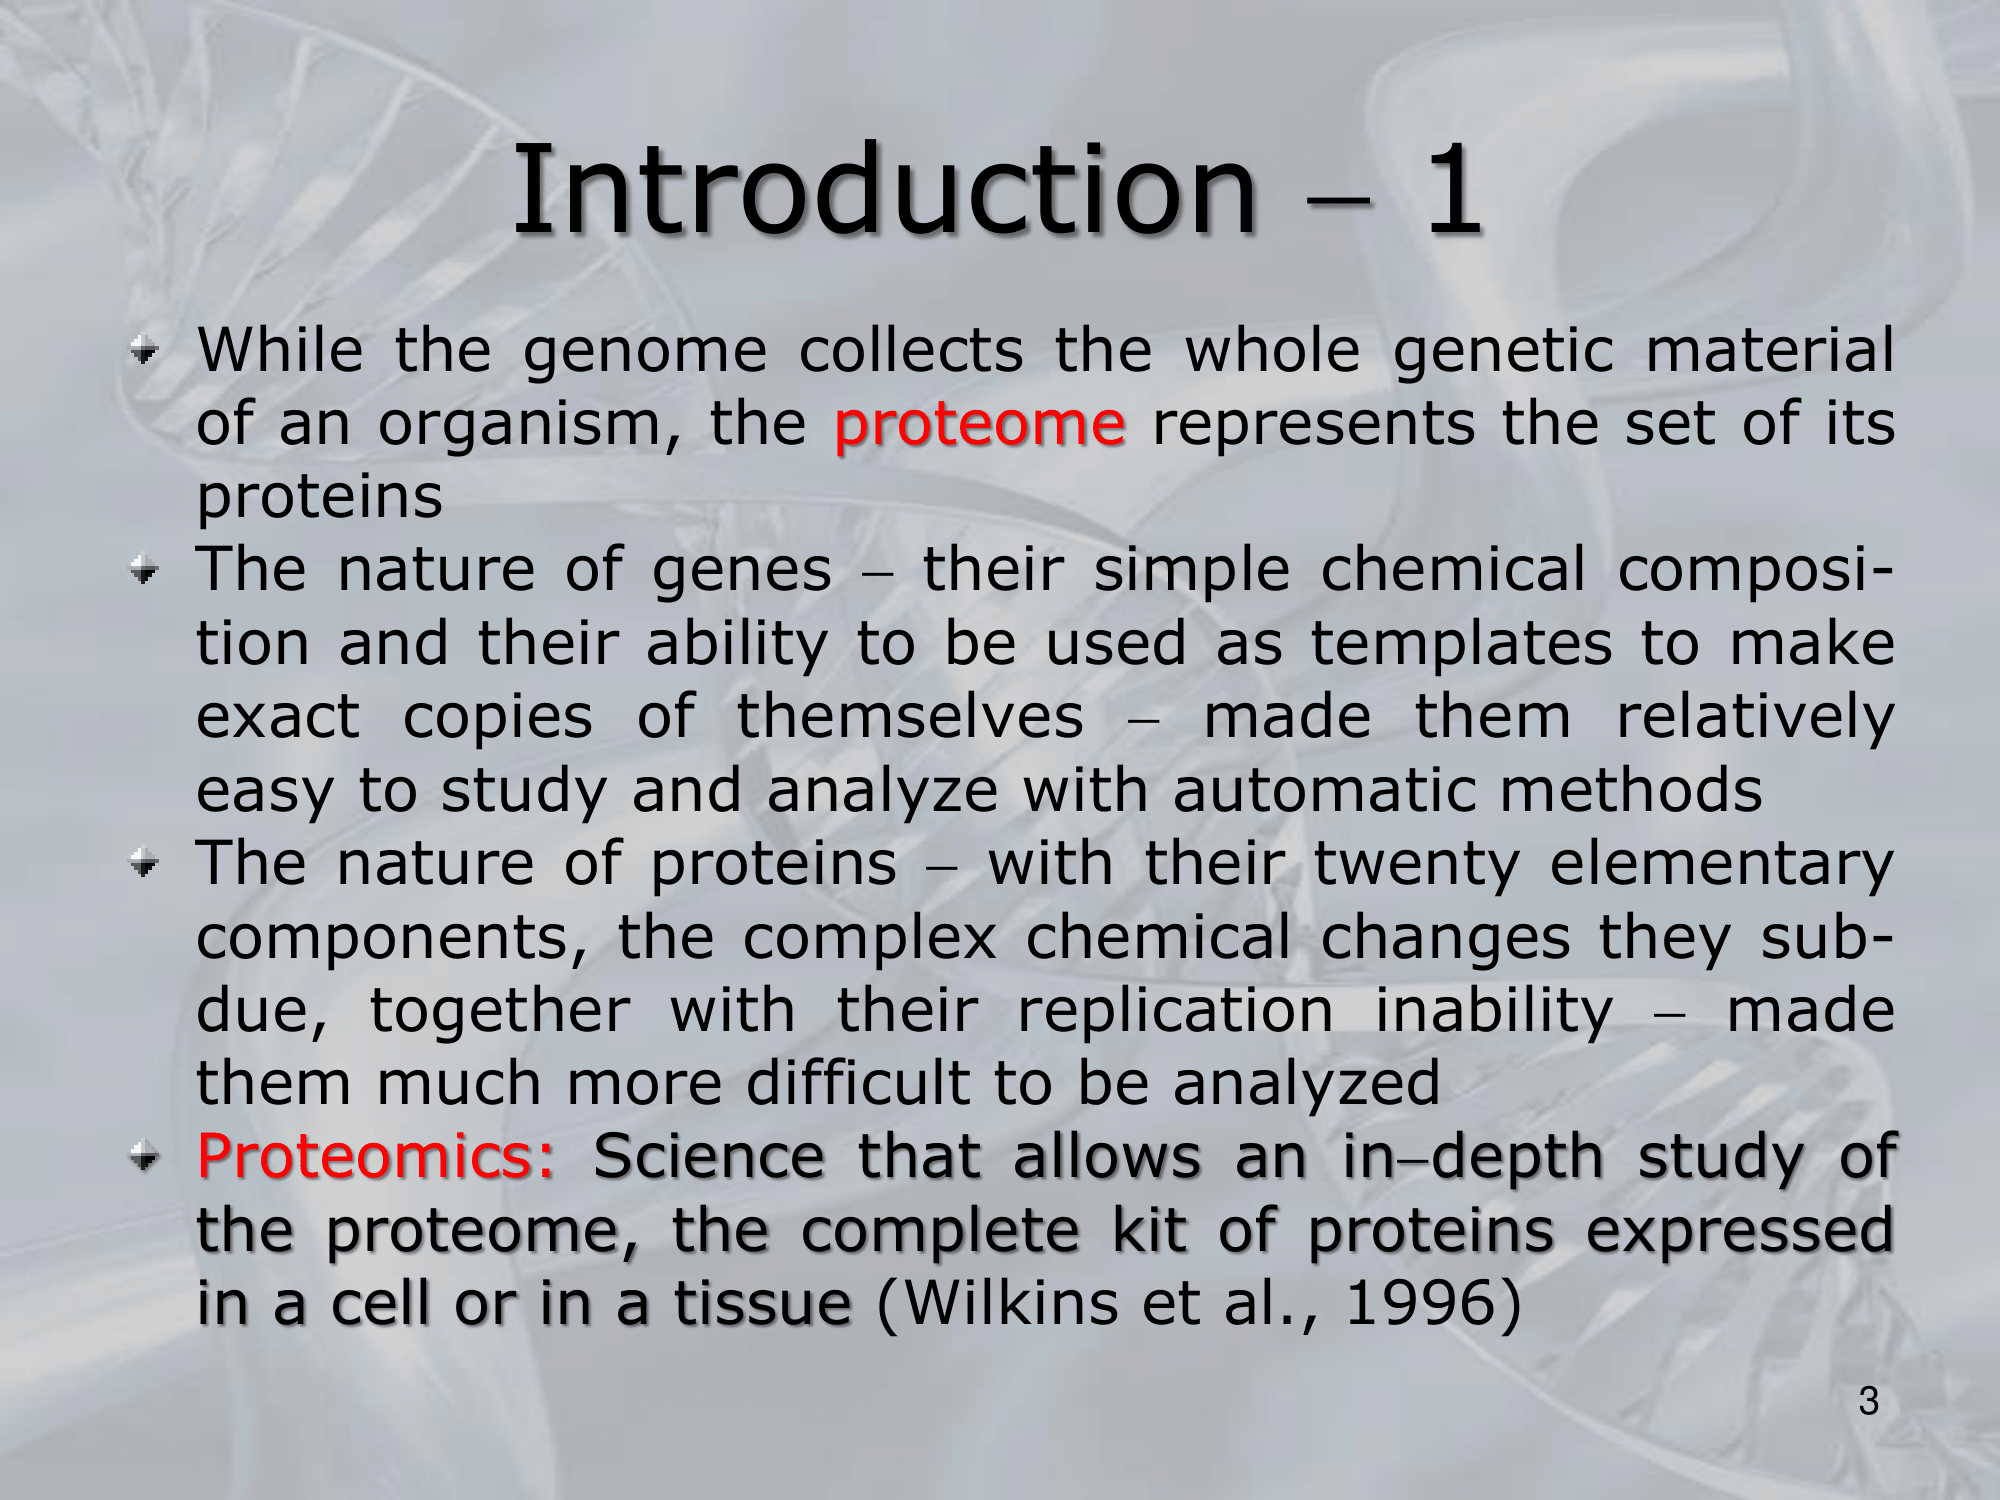 Introduction – 1
While the genome collects the whole genetic material
of an organism, the proteome represents the set of its
proteins
The nature of genes – their simple chemical composi-
tion and their ability to be used as templates to make
exact copies of themselves – made them relatively
easy to study and analyze with automatic methods
The nature of proteins – with their twenty elementary
components, the complex chemical changes they sub-
due, together with their replication inability – made
them much more difficult to be analyzed
Proteomics: Science that allows an in–depth study of
the proteome, the complete kit of proteins expressed
in a cell or in a tissue (Wilkins et al., 1996)
3